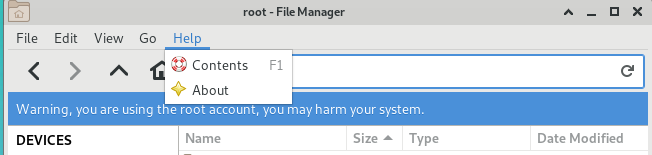 root - File Manager
File Edit View Go Help
Contents F1
About
Warning, you are using the root account, you may harm your system.
DEVICES Name Size Type Date Modified